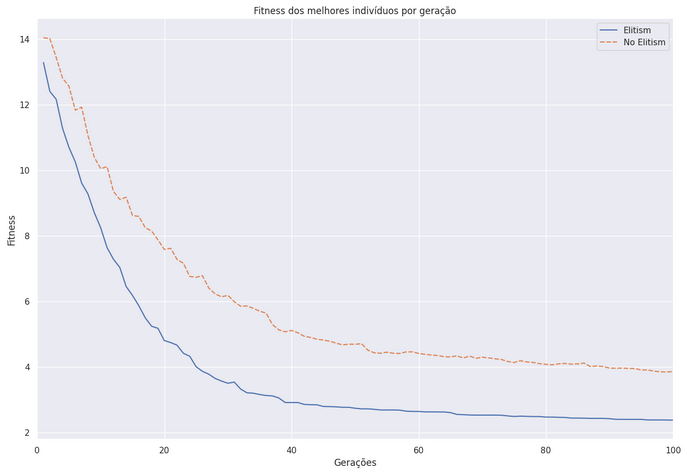 Fitness dos melhores indivíduos por geração
Elitism
No Elitism
14
12
10
8
6
4
2
Fitness
0
20
40
60
80
100
Gerações